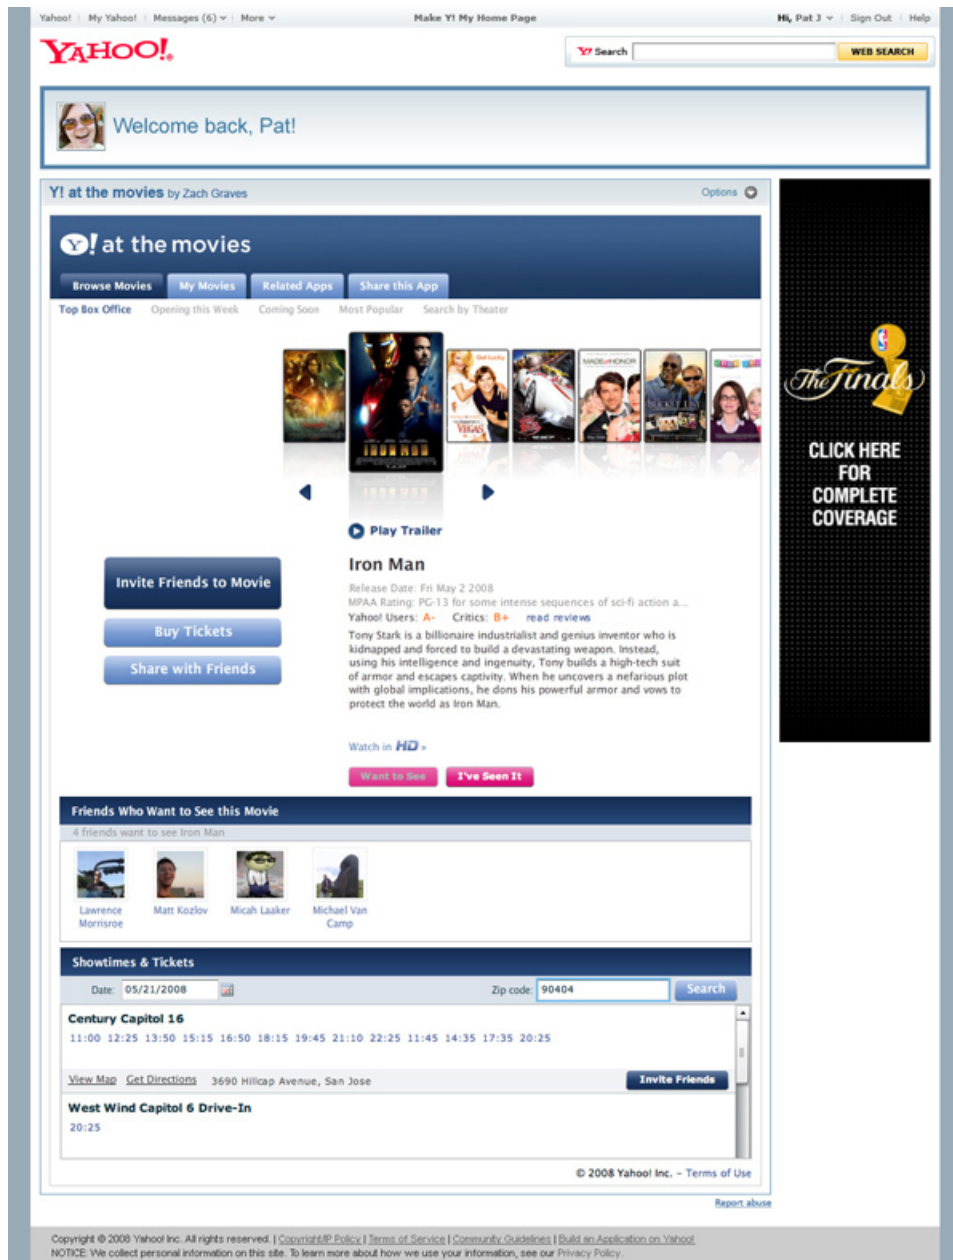 Yahoo! | My Yahoo! | Messages (6) | More
Make Y! My Home Page
Hi, Pat J | Sign Out | Help
YAHOO!
Y! Search
WEB SEARCH
Welcome back, Pat!
Y! at the movies by Zach Graves
Options
Y! at the movies
Browse Movies My Movies Related Apps Share this App
Top Box Office Opening this Week Coming Soon Most Popular Search by Theater
Get Lucky
VEGAS
MADE of HONOR
BUCKET LIST
The Finals
CLICK HERE
FOR
COMPLETE
COVERAGE
Play Trailer
Invite Friends to Movie
Buy Tickets
Share with Friends
Iron Man
Release Date: Fri May 2 2008
MPAA Rating: PG-13 for some intense sequences of sci-fi action a...
Yahoo! Users: A- Critics: B+ read reviews
Tony Stark is a billionaire industrialist and genius inventor who is
kidnapped and forced to build a devastating weapon. Instead,
using his intelligence and ingenuity, Tony builds a high-tech suit
of armor and escapes captivity. When he uncovers a nefarious plot
with global implications, he dons his powerful armor and vows to
protect the world as Iron Man.
Watch in HD »
Want to See I've Seen It
Friends Who Want to See this Movie
4 friends want to see Iron Man
Lawrence
Morrisroe
Matt Kozlov
Micah Laaker
Michael Van
Camp
Showtimes & Tickets
Date: 05/21/2008
Zip code: 90404
Search
Century Capitol 16
11:00 12:25 13:50 15:15 16:50 18:15 19:45 21:10 22:25 11:45 14:35 17:35 20:25
View Map Get Directions 3690 Hillcap Avenue, San Jose
Invite Friends
West Wind Capitol 6 Drive-In
20:25
© 2008 Yahoo! Inc. – Terms of Use
Report abuse
Copyright © 2008 Yahoo! Inc. All rights reserved. | Copyright/IP Policy | Terms of Service | Community Guidelines | Build an Application on Yahoo!
NOTICE: We collect personal information on this site. To learn more about how we use your information, see our Privacy Policy.